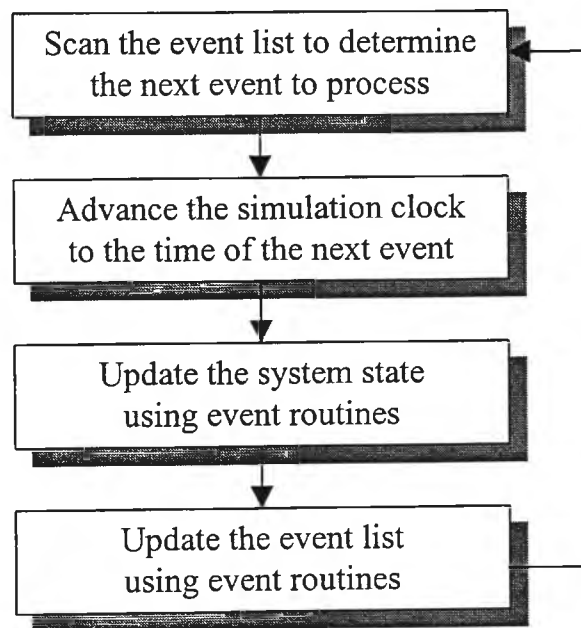 Scan the event list to determine
the next event to process
Advance the simulation clock
to the time of the next event
Update the system state
using event routines
Update the event list
using event routines